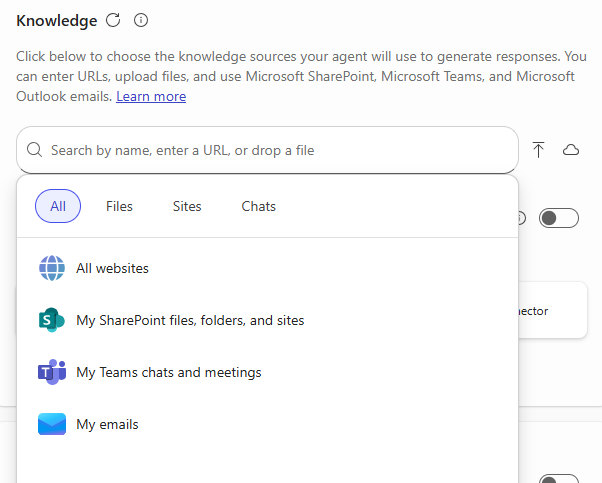 Knowledge
Click below to choose the knowledge sources your agent will use to generate responses. You
can enter URLs, upload files, and use Microsoft SharePoint, Microsoft Teams, and Microsoft
Outlook emails. Learn more
Search by name, enter a URL, or drop a file
All Files Sites Chats
All websites
My SharePoint files, folders, and sites
nector
My Teams chats and meetings
My emails